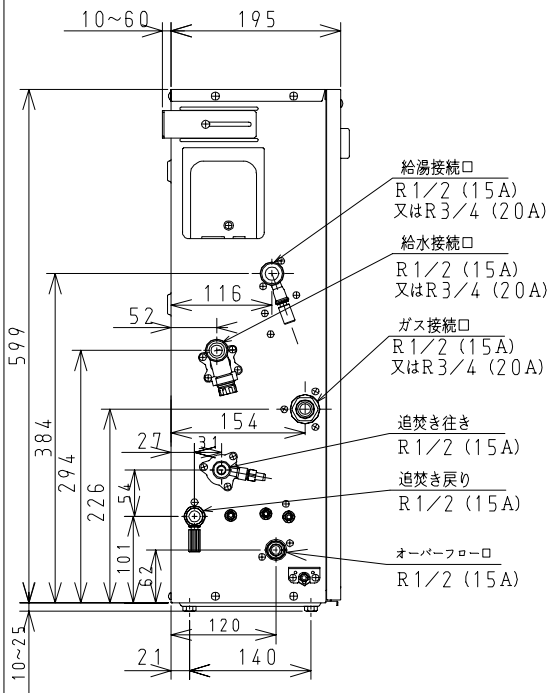 10~60
195
給湯接続口
R1/2 (15A)
又はR3/4 (20A)
給水接続口
R1/2 (15A)
又はR3/4 (20A)
116
52
ガス接続口
R1/2 (15A)
又はR3/4 (20A)
599
384
294
226
154
27
31
追焚き往き
R1/2 (15A)
54
追焚き戻り
R1/2 (15A)
101
62
オーバーフロー口
R1/2 (15A)
120
10~25
21
140